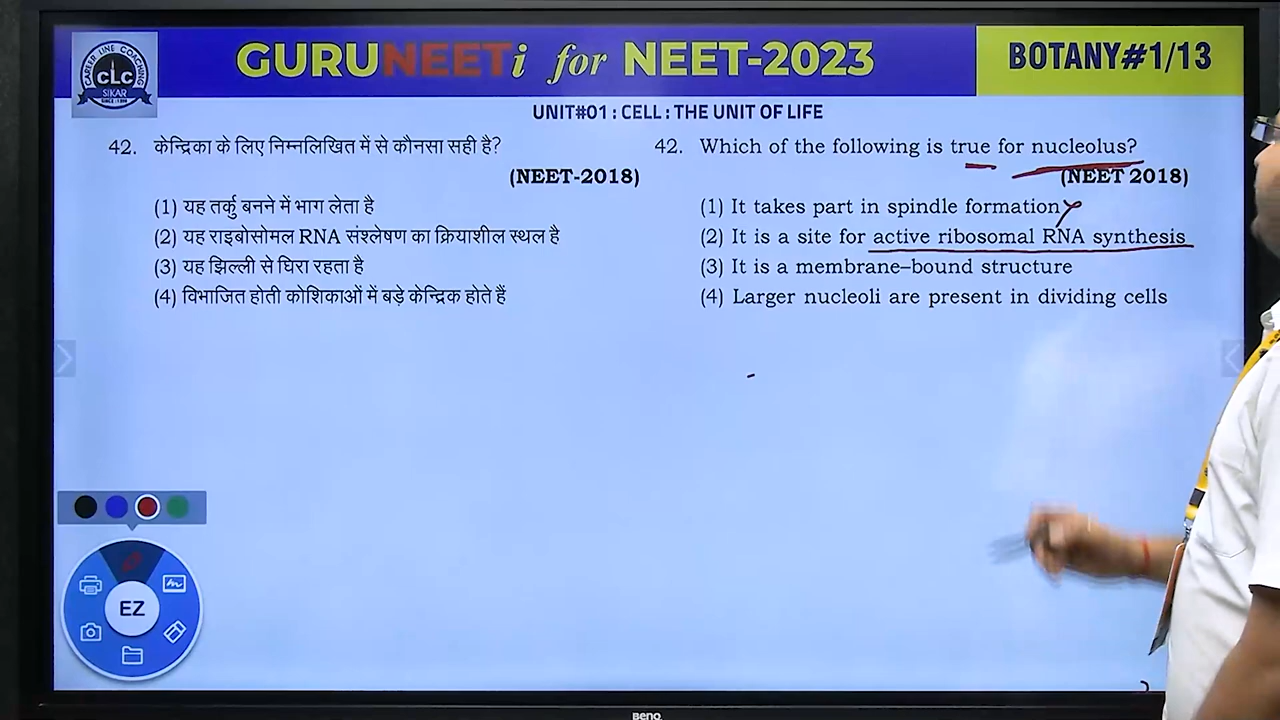 CAREER LINE COACHING
CLC
SIKAR
SINCE : 1996
GURUNEETi for NEET-2023
BOTANY#1/13
UNIT#01 : CELL : THE UNIT OF LIFE
42. केन्द्रिका के लिए निम्नलिखित में से कौनसा सही है?
(NEET-2018)
(1) यह तर्कु बनने में भाग लेता है
(2) यह राइबोसोमल RNA संश्लेषण का क्रियाशील स्थल है
(3) यह झिल्ली से घिरा रहता है
(4) विभाजित होती कोशिकाओं में बड़े केन्द्रिक होते हैं
42. Which of the following is true for nucleolus?
(NEET 2018)
(1) It takes part in spindle formation
(2) It is a site for active ribosomal RNA synthesis
(3) It is a membrane–bound structure
(4) Larger nucleoli are present in dividing cells
EZ
BenQ